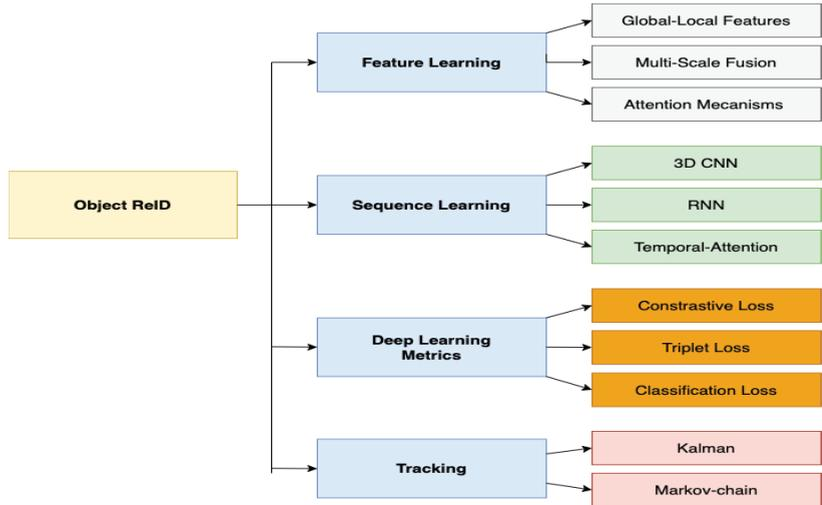 Object ReID
Feature Learning
Global-Local Features
Multi-Scale Fusion
Attention Mecanisms
Sequence Learning
3D CNN
RNN
Temporal-Attention
Deep Learning
Metrics
Constrastive Loss
Triplet Loss
Classification Loss
Tracking
Kalman
Markov-chain